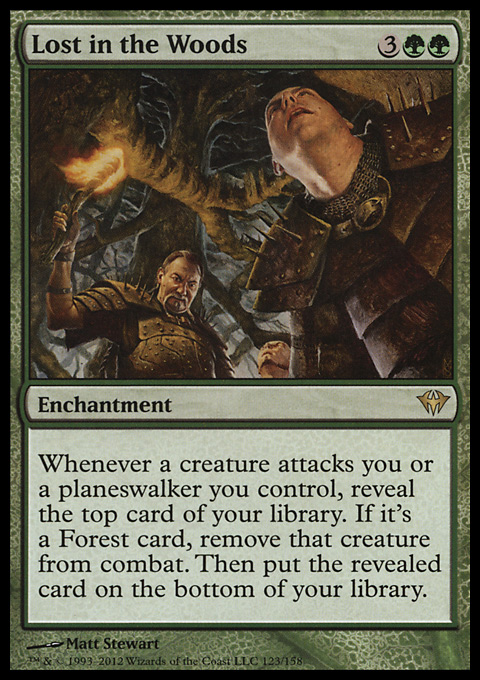 Lost in the Woods 3
Enchantment
Whenever a creature attacks you or
a planeswalker you control, reveal
the top card of your library. If it's
a Forest card, remove that creature
from combat. Then put the revealed
card on the bottom of your library.
Matt Stewart
™ & © 1993–2012 Wizards of the Coast LLC 123/158